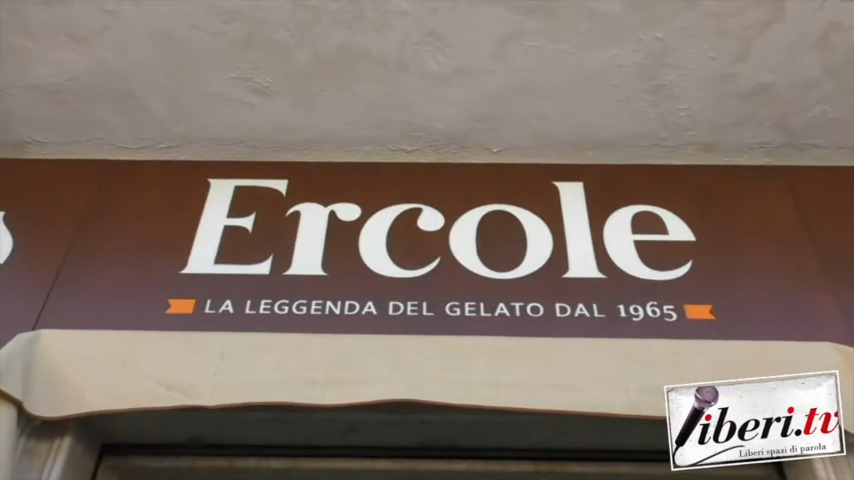 Ercole
LA LEGGENDA DEL GELATO DAL 1965
liberi.tv
Liberi spazi di parola